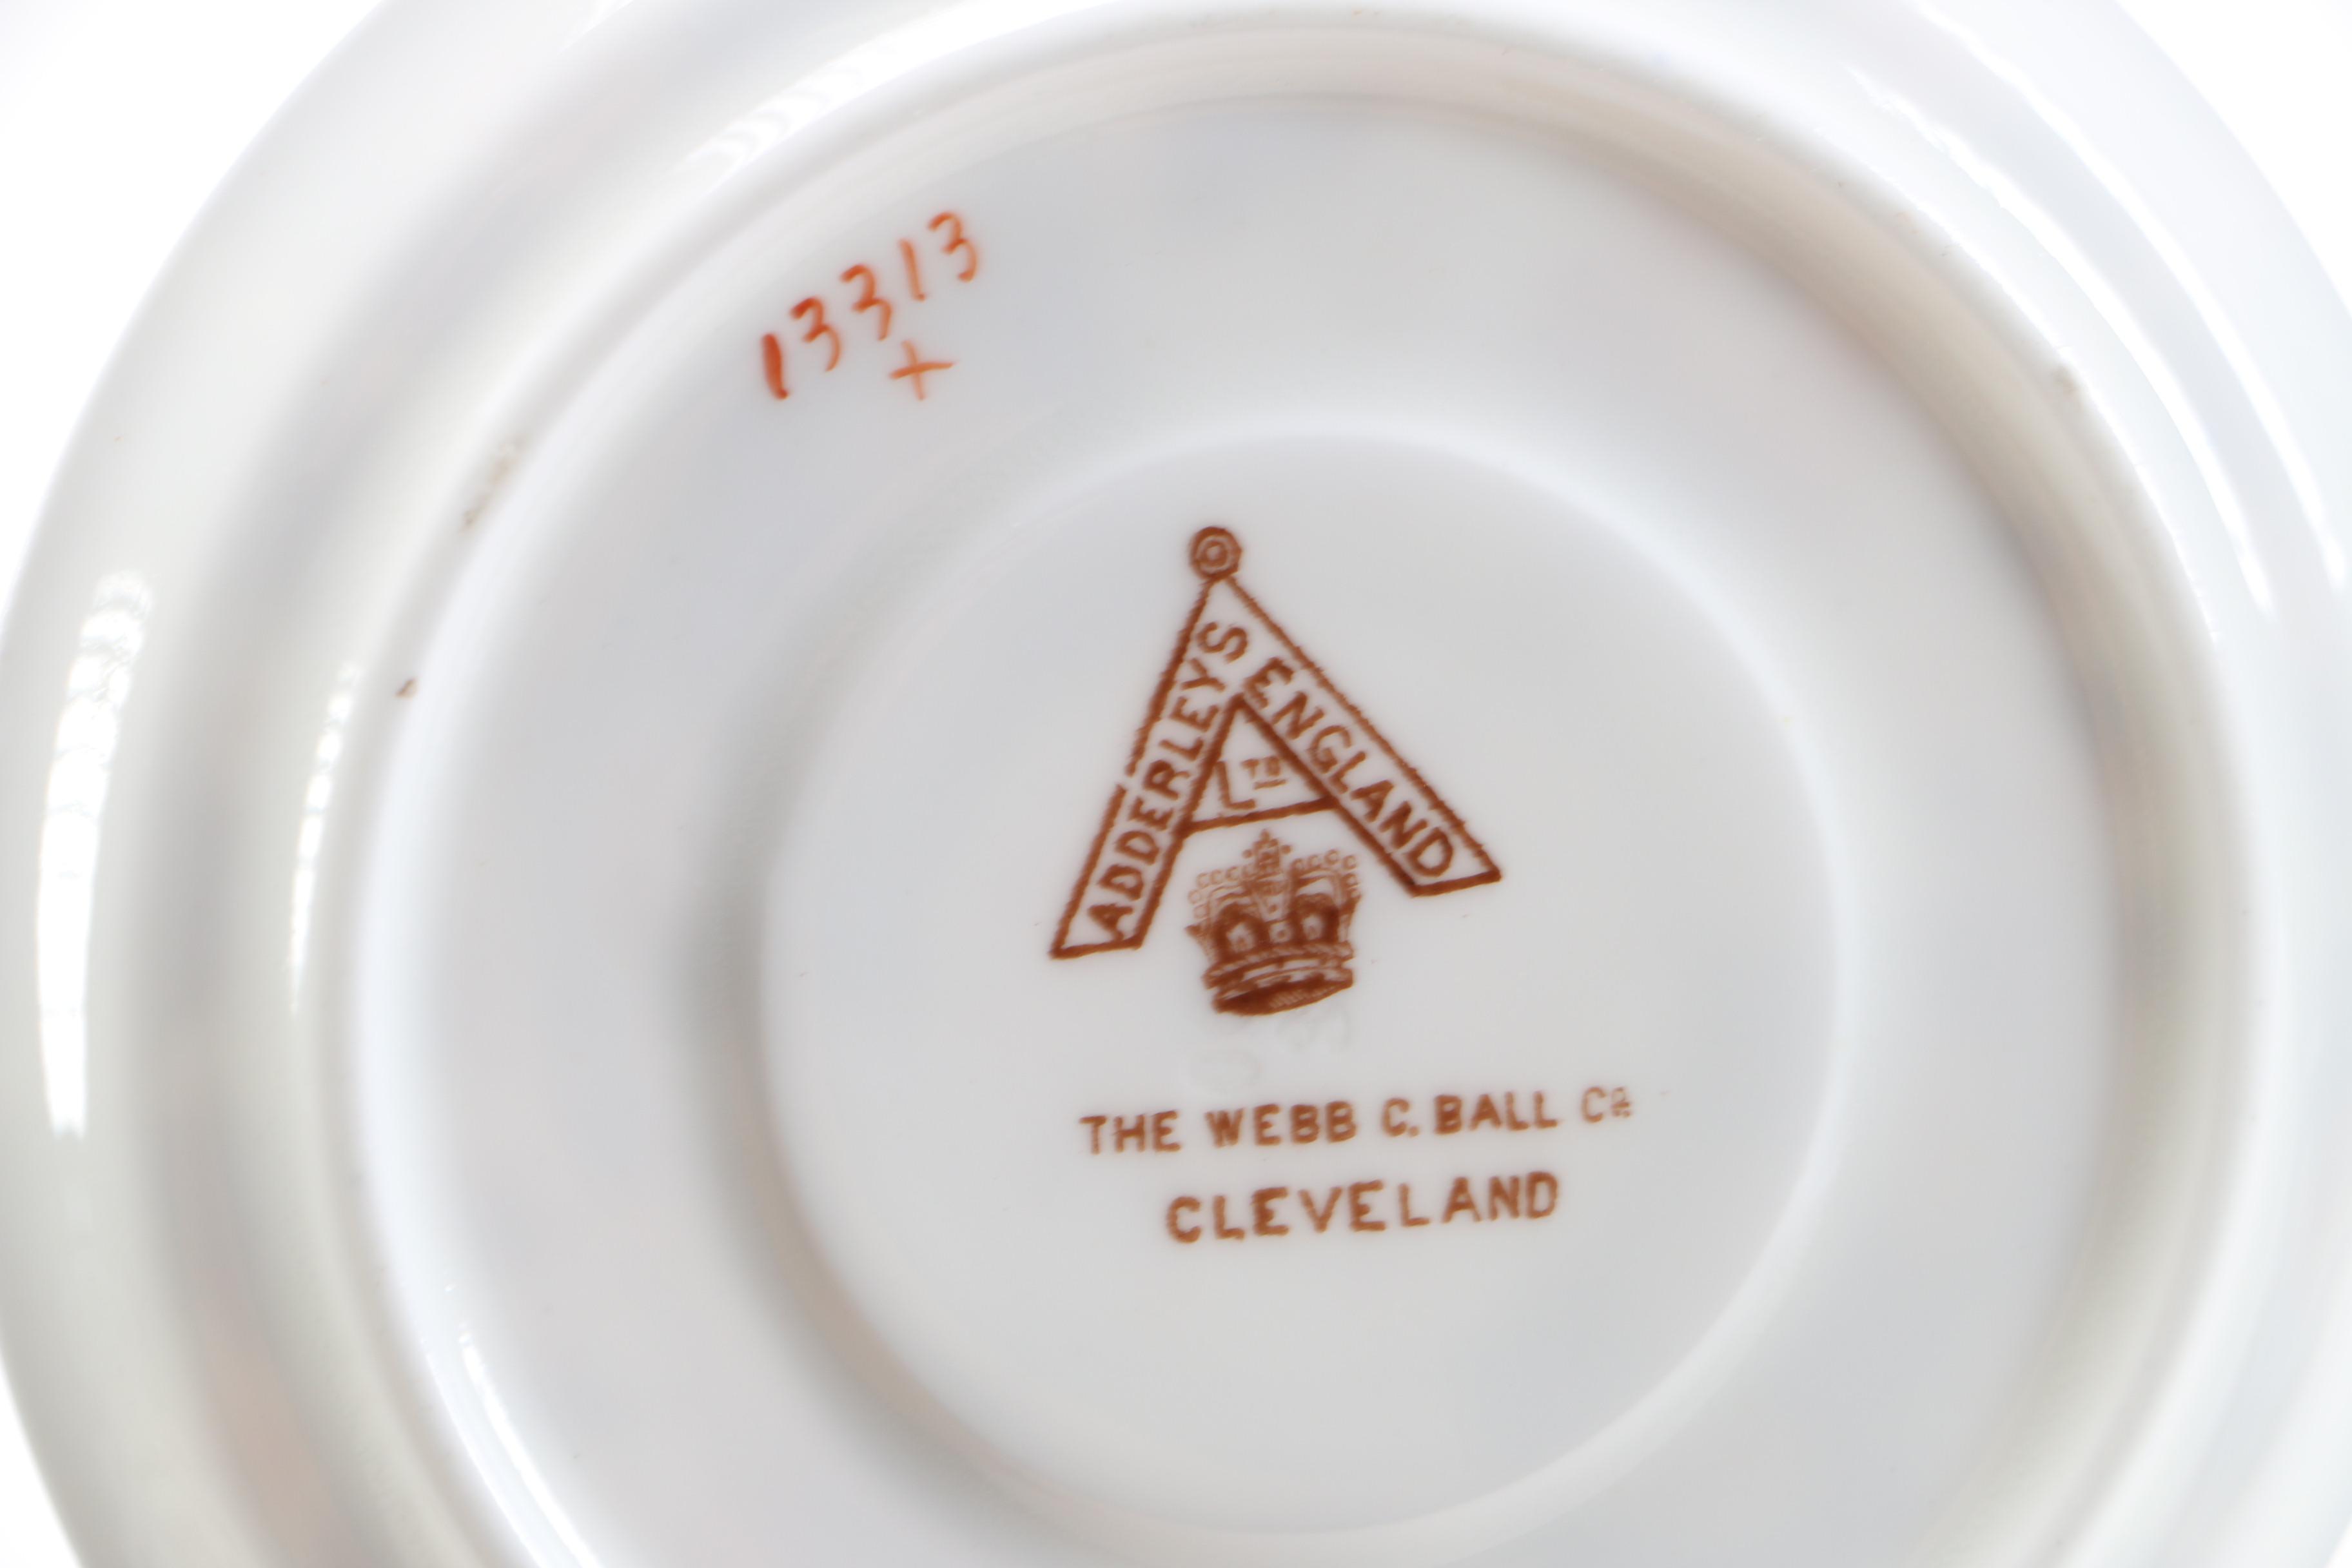 13313
+
ADDERLEYS
ENGLAND
LTD
THE WEBB C. BALL Co
CLEVELAND